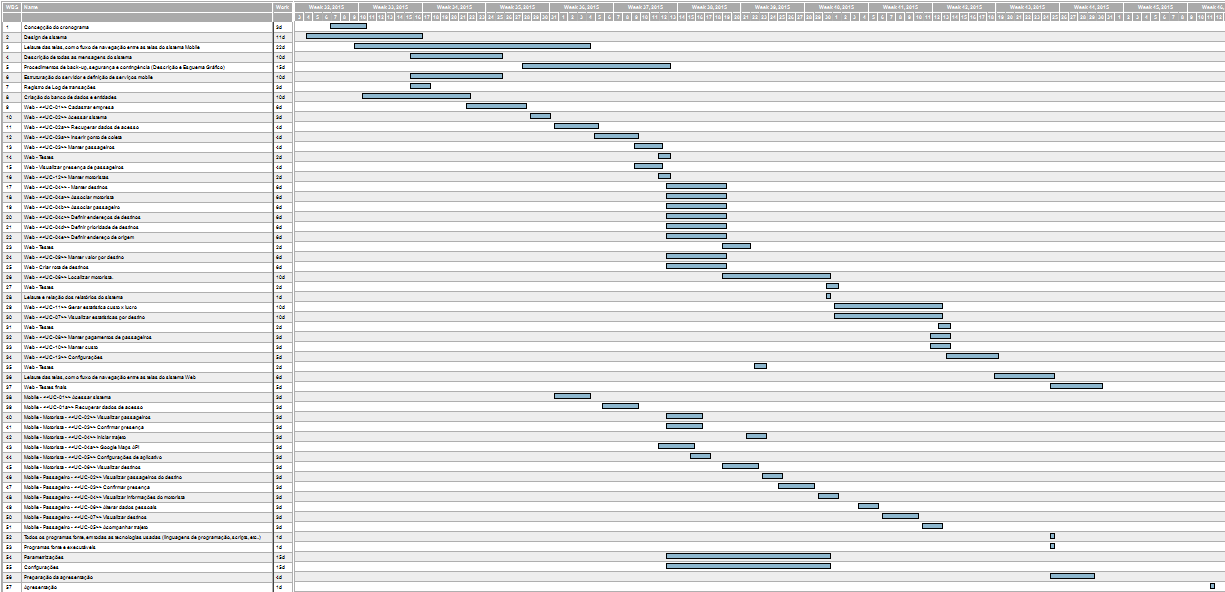 WBS Name Work Week 32, 2015 Week 33, 2015 Week 34, 2015 Week 35, 2015 Week 36, 2015 Week 37, 2015 Week 38, 2015 Week 39, 2015 Week 40, 2015 Week 41, 2015 Week 42, 2015 Week 43, 2015 Week 44, 2015 Week 45, 2015 Week 46,
1 Concepção do cronograma 3d
2 Design de sistema 11d
3 Leiaute das telas, com o fluxo de navegação entre as telas do sistema Mobile 22d
4 Descrição de todas as mensagens do sistema 10d
5 Procedimentos de back-up, segurança e contingência (Descrição e Esquema Gráfico) 15d
6 Estruturação do servidor e definição de serviços mobile 10d
7 Registro de Log de transações 3d
8 Criação do banco de dados e entidades 10d
9 Web - <<UC-01>> Cadastrar empresa 6d
10 Web - <<UC-02>> Acessar sistema 3d
11 Web - <<UC-02a>> Recuperar dados de acesso 4d
12 Web - <<UC-03a>> Inserir ponto de coleta 4d
13 Web - <<UC-03>> Manter passageiros 4d
14 Web - Testes 2d
15 Web - Visualizar presença de passageiros 4d
16 Web - <<UC-12>> Manter motoristas 2d
17 Web - <<UC-04>> - Manter destinos 6d
18 Web - <<UC-04a>> Associar motorista 6d
19 Web - <<UC-04b>> Associar passageiro 6d
20 Web - <<UC-04c>> Definir endereços de destinos 6d
21 Web - <<UC-04d>> Definir prioridade de destinos 6d
22 Web - <<UC-04e>> Definir endereço de origem 6d
23 Web - Testes 2d
24 Web - <<UC-05>> Manter valor por destino 6d
25 Web - Criar rota de destinos 6d
26 Web - <<UC-06>> Localizar motorista 10d
27 Web - Testes 2d
28 Leiaute e relação dos relatórios do sistema 1d
29 Web - <<UC-11>> Gerar estatística custo x lucro 10d
30 Web - <<UC-07>> Visualizar estatísticas por destino 10d
31 Web - Testes 2d
32 Web - <<UC-08>> Manter pagamentos de passageiros 3d
33 Web - <<UC-10>> Manter custo 3d
34 Web - <<UC-13>> Configurações 5d
35 Web - Testes 2d
36 Leiaute das telas, com o fluxo de navegação entre as telas do sistema Web 6d
37 Web - Testes finais 5d
38 Mobile - <<UC-01>> Acessar sistema 3d
39 Mobile - <<UC-01a>> Recuperar dados de acesso 3d
40 Mobile - Motorista - <<UC-02>> Visualizar passageiros 3d
41 Mobile - Motorista - <<UC-03>> Confirmar presença 3d
42 Mobile - Motorista - <<UC-04>> Iniciar trajeto 3d
43 Mobile - Motorista - <<UC-04a>> Google Maps API 3d
44 Mobile - Motorista - <<UC-05>> Configurações de aplicativo 3d
45 Mobile - Motorista - <<UC-06>> Visualizar destinos 3d
46 Mobile - Passageiro - <<UC-02>> Visualizar passageiros do destino 3d
47 Mobile - Passageiro - <<UC-03>> Confirmar presença 3d
48 Mobile - Passageiro - <<UC-04>> Visualizar informações do motorista 3d
49 Mobile - Passageiro - <<UC-06>> Alterar dados pessoais 3d
50 Mobile - Passageiro - <<UC-07>> Visualizar destinos 3d
51 Mobile - Passageiro - <<UC-05>> Acompanhar trajeto 3d
52 Todos os programas fonte, em todas as tecnologias usadas (linguagens de programação, scripts, etc..) 1d
53 Programas fonte e executáveis 1d
54 Parametrizações 15d
55 Configurações 15d
56 Preparação da apresentação 4d
57 Apresentação 1d